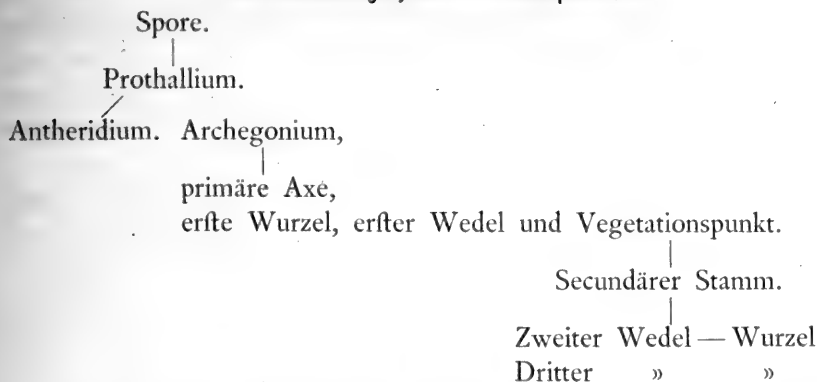 Spore.
Prothallium.
Antheridium. Archegonium,
primäre Axe,
erſte Wurzel, erſter Wedel und Vegetationspunkt.
Secundärer Stamm.
Zweiter Wedel — Wurzel
Dritter » »